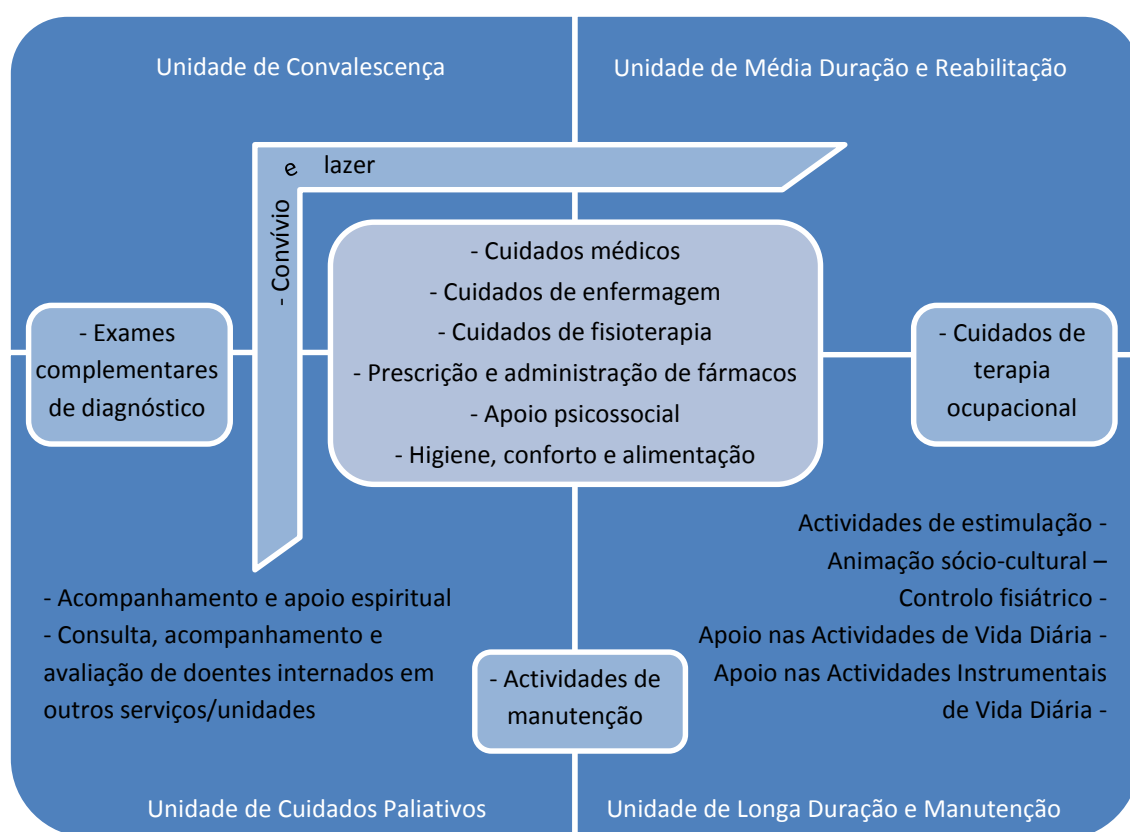 Unidade de Convalescença
Unidade de Média Duração e Reabilitação
- Convívio e lazer
- Cuidados médicos
- Cuidados de enfermagem
- Cuidados de fisioterapia
- Prescrição e administração de fármacos
- Apoio psicossocial
- Higiene, conforto e alimentação
- Exames
complementares
de diagnóstico
- Cuidados de
terapia
ocupacional
- Acompanhamento e apoio espiritual
- Consulta, acompanhamento e
avaliação de doentes internados em
outros serviços/unidades
Actividades de estimulação -
Animação sócio-cultural –
Controlo fisiátrico -
Apoio nas Actividades de Vida Diária -
Apoio nas Actividades Instrumentais
de Vida Diária -
- Actividades de
manutenção
Unidade de Cuidados Paliativos
Unidade de Longa Duração e Manutenção